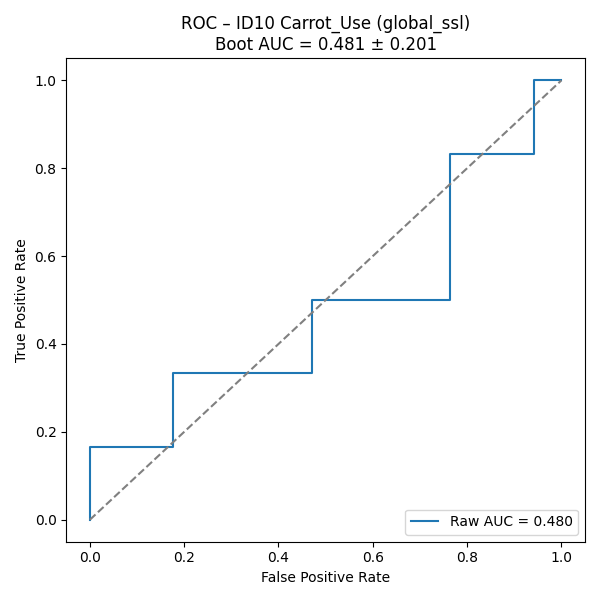 ROC – ID10 Carrot_Use (global_ssl)
Boot AUC = 0.481 ± 0.201
True Positive Rate
1.0
0.8
0.6
0.4
0.2
0.0
0.0 0.2 0.4 0.6 0.8 1.0
False Positive Rate
Raw AUC = 0.480